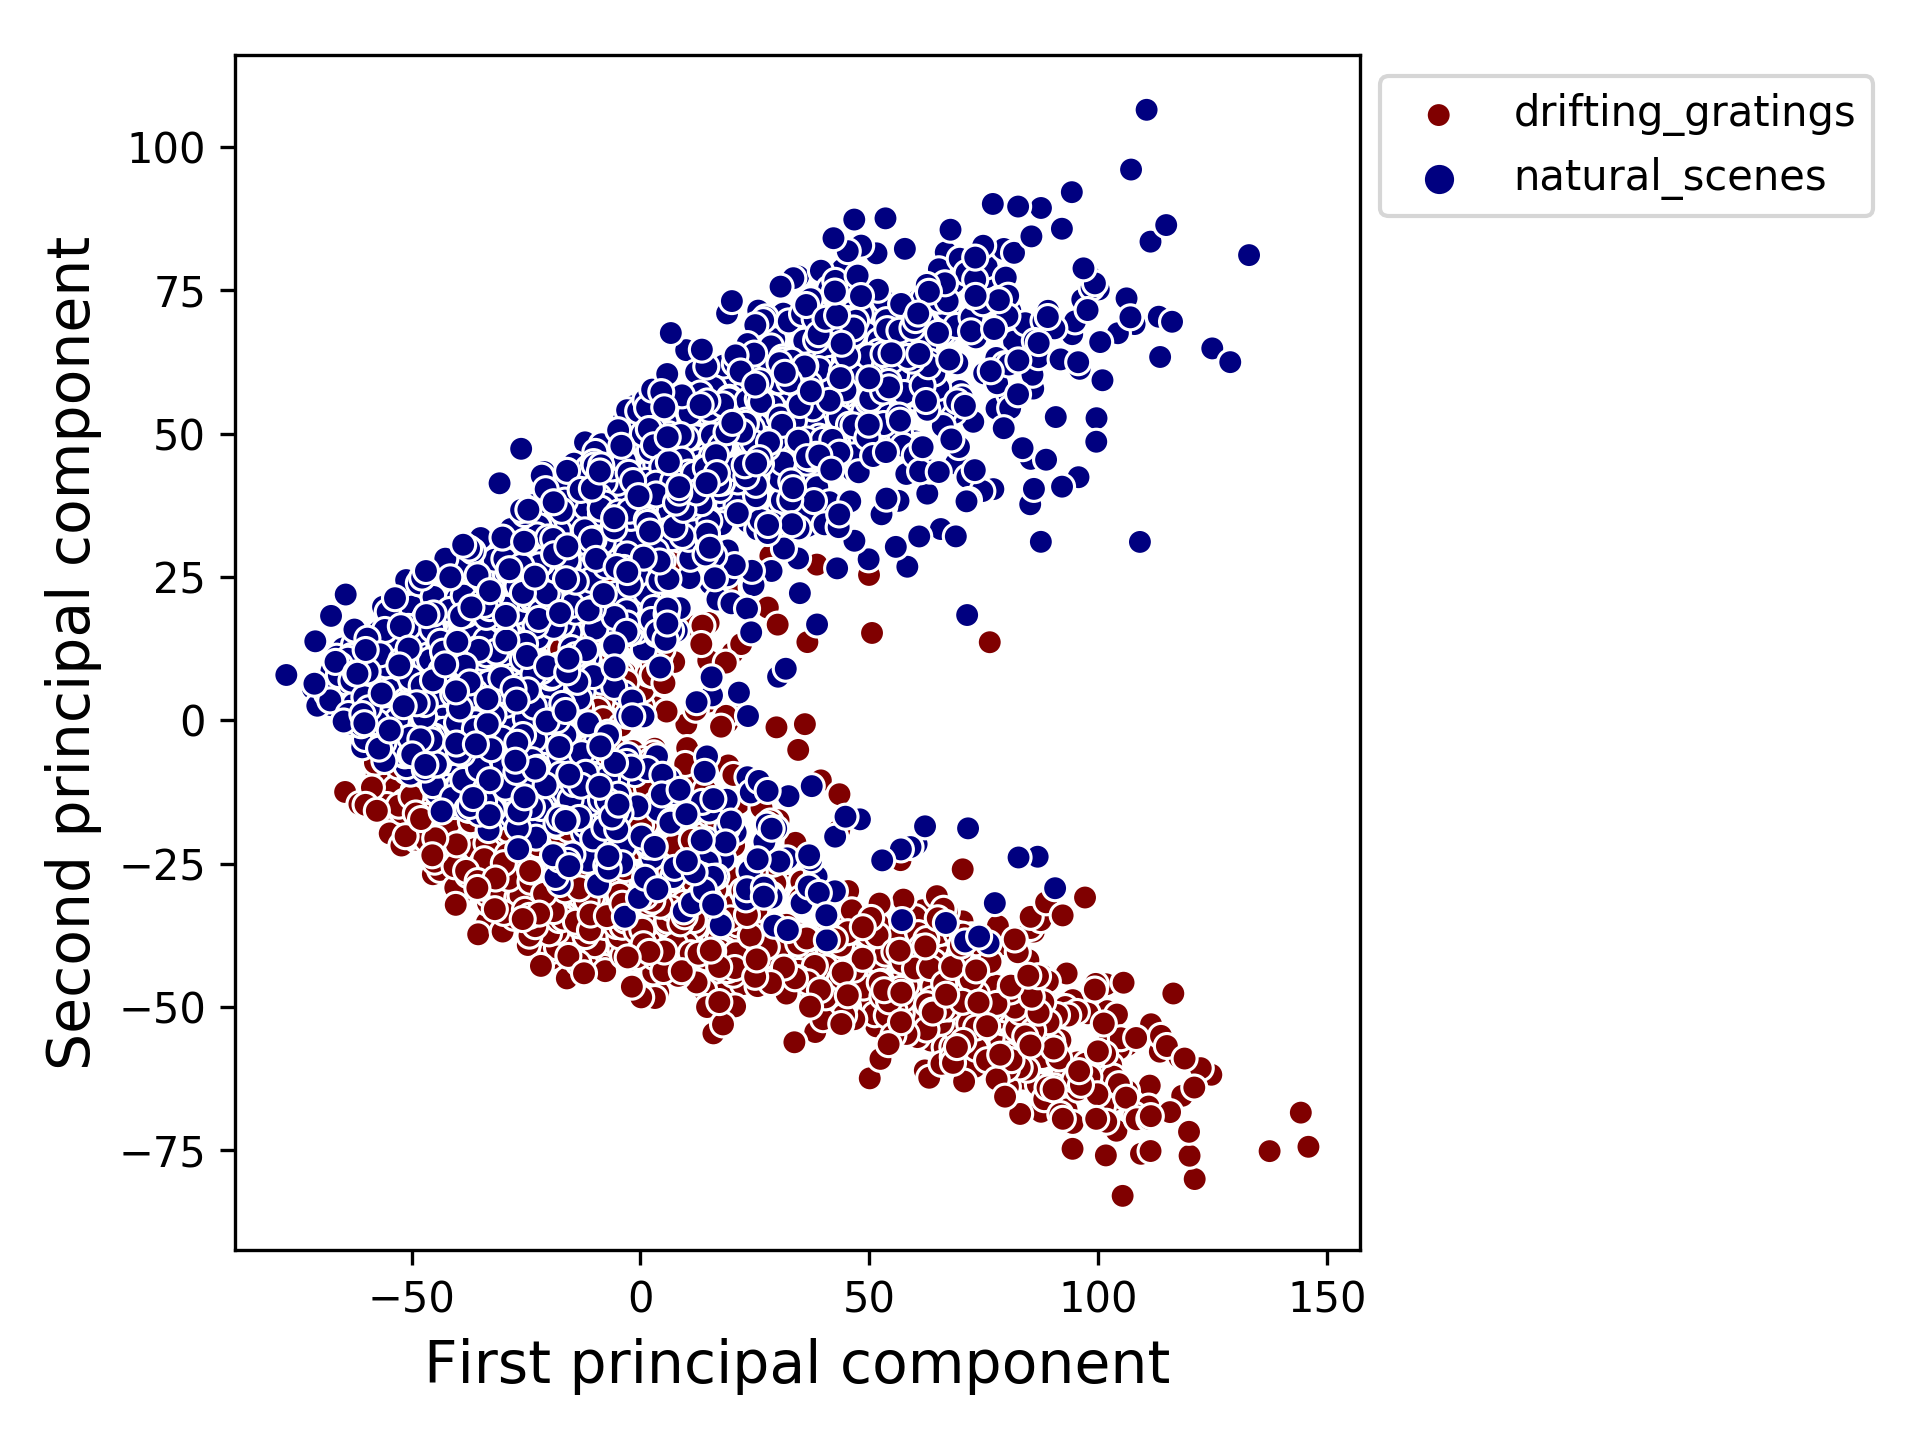 drifting_gratings
natural_scenes
Second principal component
100
75
50
25
0
−25
−50
−75
−50 0 50 100 150
First principal component